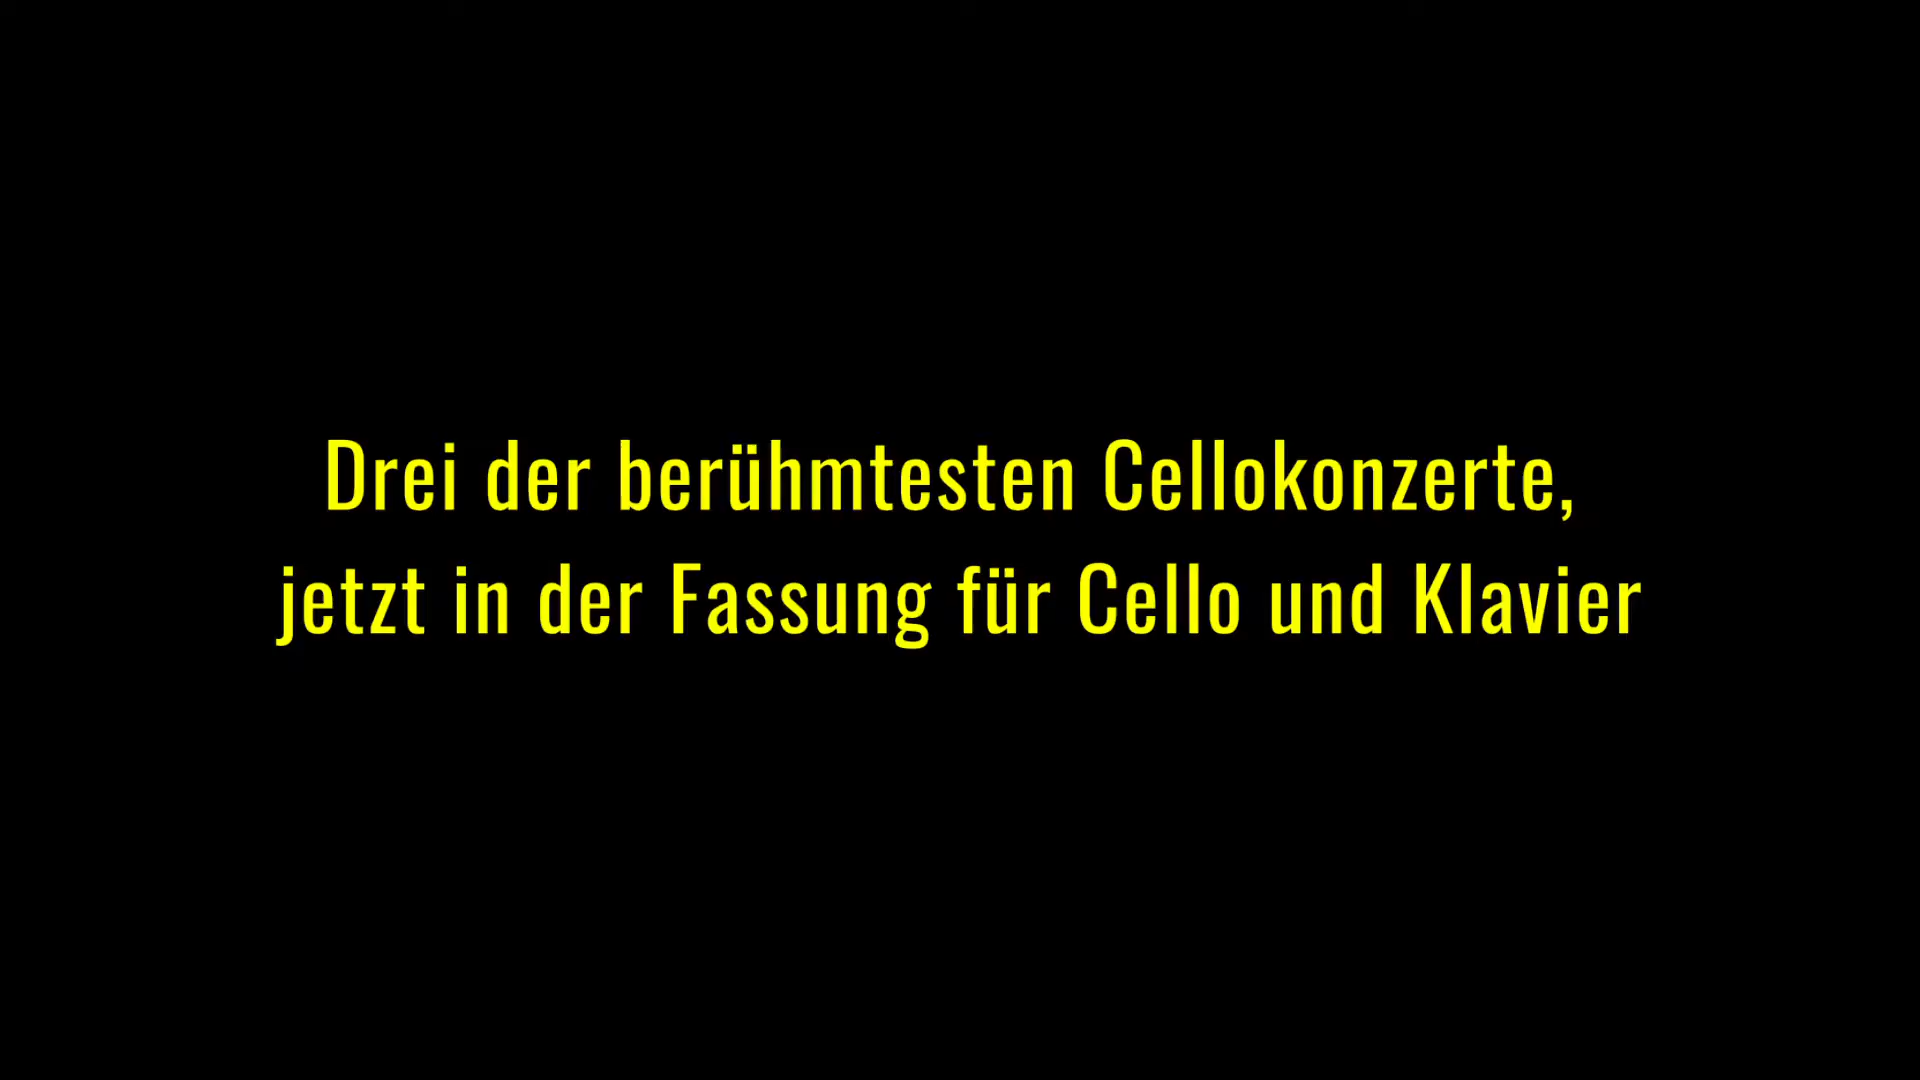 Drei der berühmtesten Cellokonzerte,
jetzt in der Fassung für Cello und Klavier